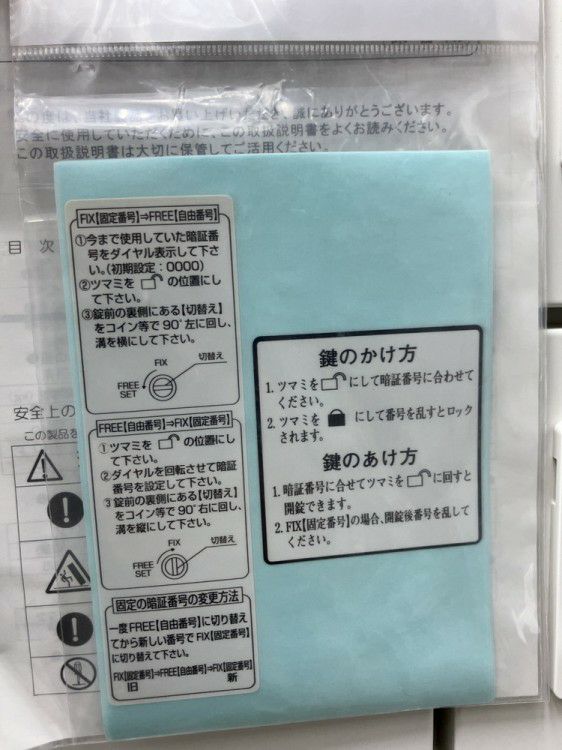 の度は、当社
お買い上げいただき、誠にありがとうございます。
安全に使用していただくために、この取扱説明書をよくお読みください。
この取扱説明書は大切に保管してご活用ください。
目 次
安全上の
この製品を
FIX【固定番号】⇒FREE【自由番号】
①今まで使用していた暗証番
号をダイヤル表示して下さ
い。(初期設定:0000)
②ツマミを の位置にし
て下さい。
③錠前の裏側にある【切替え】
をコイン等で90°左に回し、
溝を横にして下さい。
FIX
切替え
FREE
SET
FREE【自由番号】⇒FIX【固定番号】
①ツマミを の位置にし
て下さい。
②ダイヤルを回転させて暗証
番号を設定して下さい。
③錠前の裏側にある【切替え】
をコイン等で90°右に回し、
溝を縦にして下さい。
FIX
切替え
FREE
SET
固定の暗証番号の変更方法
一度FREE【自由番号】に切り替え
てから新しい番号でFIX【固定番号】
に切り替えて下さい。
FIX【固定番号】⇒FREE【自由番号】⇒FIX【固定番号】
旧 新
鍵のかけ方
1. ツマミを にして暗証番号に合わせて
ください。
2. ツマミを にして番号を乱すとロック
されます。
鍵のあけ方
1. 暗証番号に合せてツマミを に回すと
開錠できます。
2. FIX【固定番号】の場合、開錠後番号を乱して
ください。